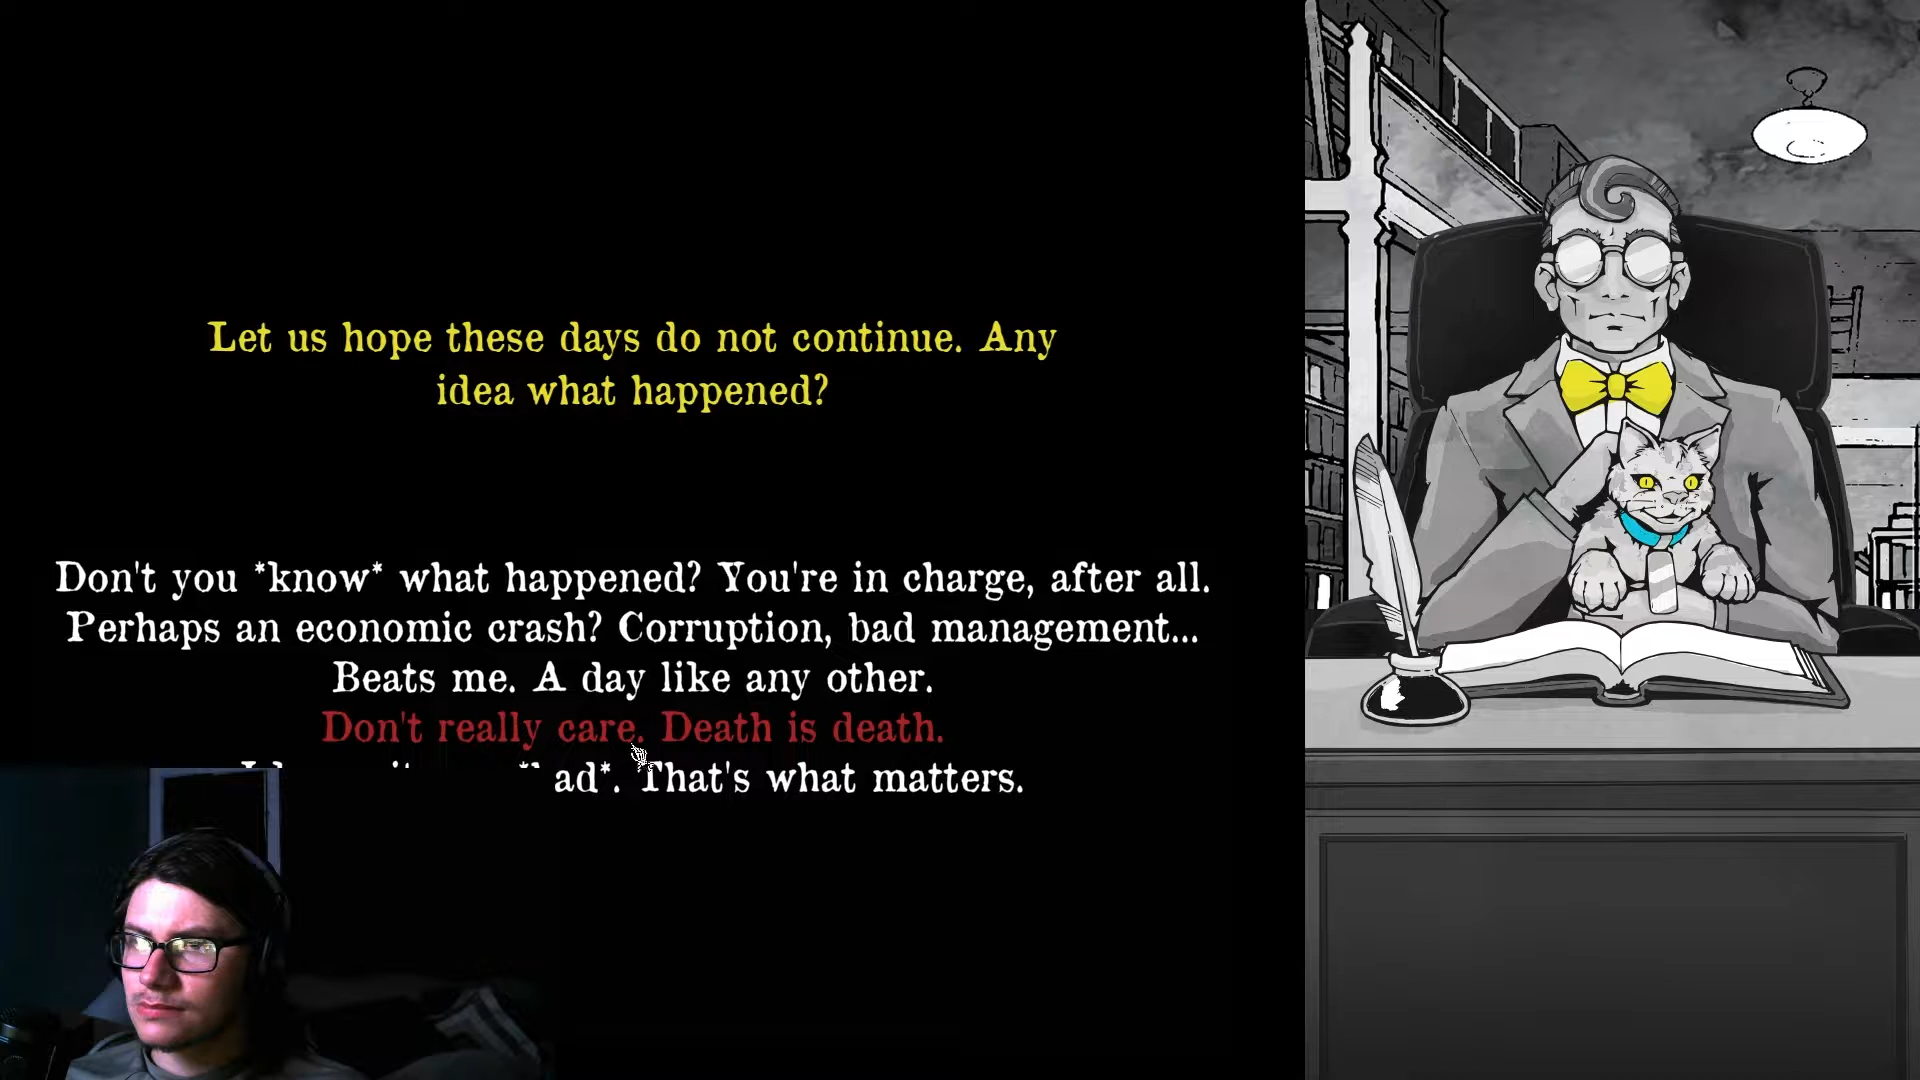 Let us hope these days do not continue. Any
idea what happened?
Don't you *know* what happened? You're in charge, after all.
Perhaps an economic crash? Corruption, bad management...
Beats me. A day like any other.
Don't really care. Death is death.
ad*. That's what matters.